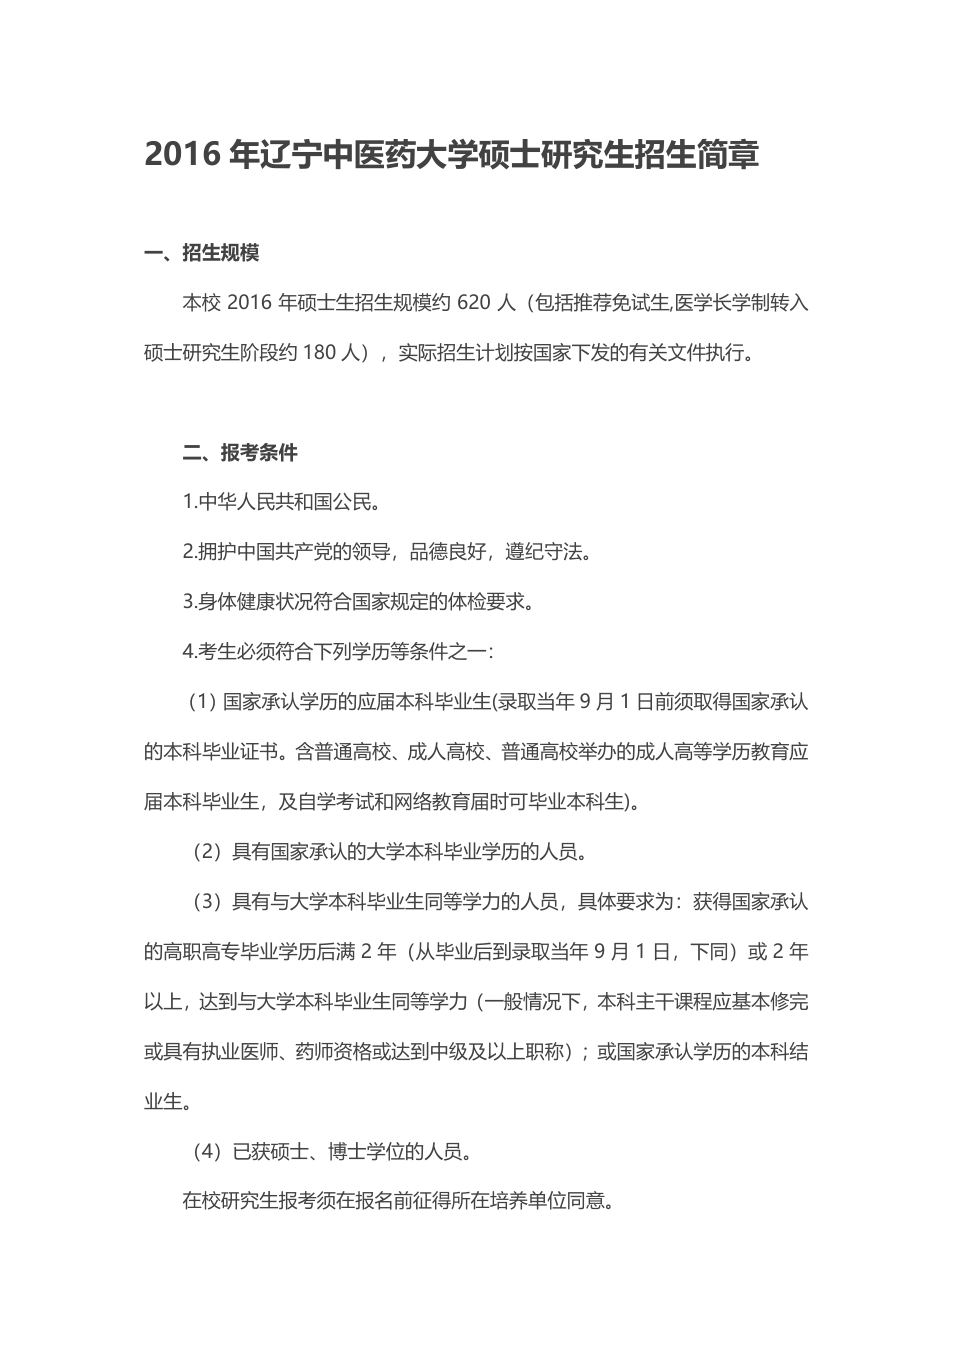 2016 年辽宁中医药大学硕士研究生招生简章
一、招生规模
本校 2016 年硕士生招生规模约 620 人（包括推荐免试生,医学长学制转入
硕士研究生阶段约 180 人），实际招生计划按国家下发的有关文件执行。
二、报考条件
1.中华人民共和国公民。
2.拥护中国共产党的领导，品德良好，遵纪守法。
3.身体健康状况符合国家规定的体检要求。
4.考生必须符合下列学历等条件之一：
（1）国家承认学历的应届本科毕业生(录取当年 9 月 1 日前须取得国家承认
的本科毕业证书。含普通高校、成人高校、普通高校举办的成人高等学历教育应
届本科毕业生，及自学考试和网络教育届时可毕业本科生)。
（2）具有国家承认的大学本科毕业学历的人员。
（3）具有与大学本科毕业生同等学力的人员，具体要求为：获得国家承认
的高职高专毕业学历后满 2 年（从毕业后到录取当年 9 月 1 日，下同）或 2 年
以上，达到与大学本科毕业生同等学力（一般情况下，本科主干课程应基本修完
或具有执业医师、药师资格或达到中级及以上职称）；或国家承认学历的本科结
业生。
（4）已获硕士、博士学位的人员。
在校研究生报考须在报名前征得所在培养单位同意。